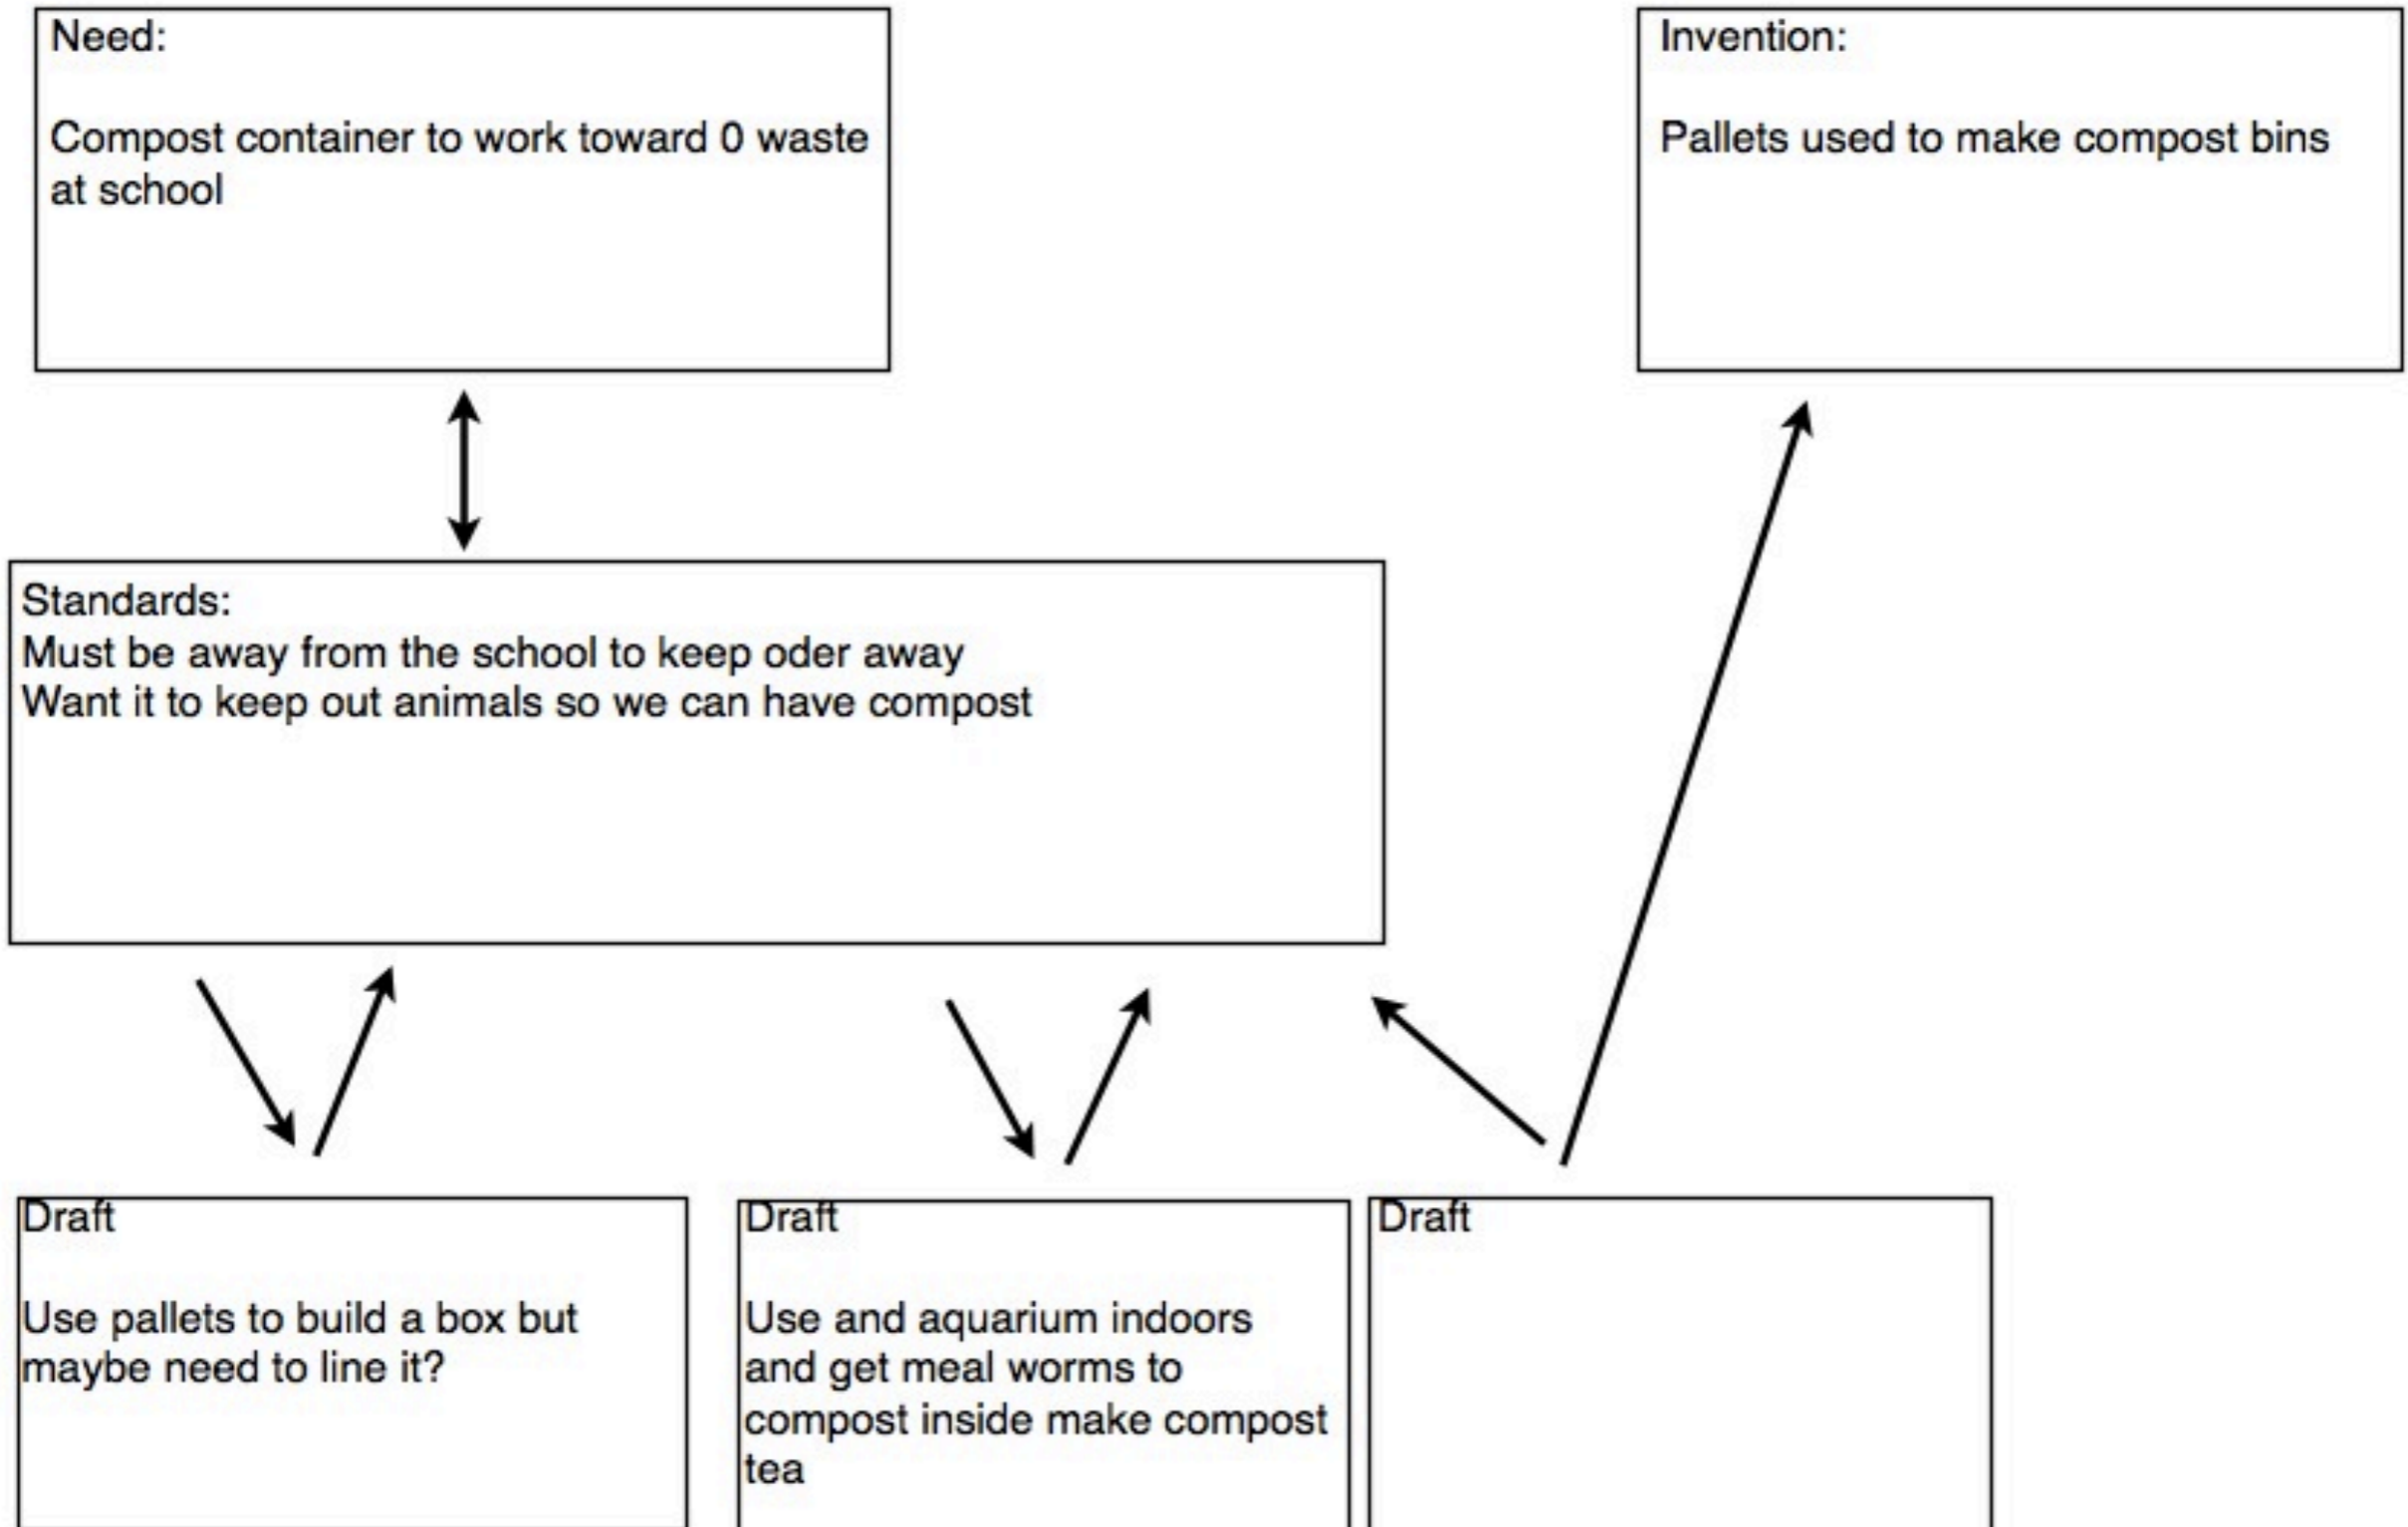 Need:
Compost container to work toward 0 waste
at school
Invention:
Pallets used to make compost bins
Standards:
Must be away from the school to keep oder away
Want it to keep out animals so we can have compost
Draft
Use pallets to build a box but
maybe need to line it?
Draft
Use and aquarium indoors
and get meal worms to
compost inside make compost
tea
Draft